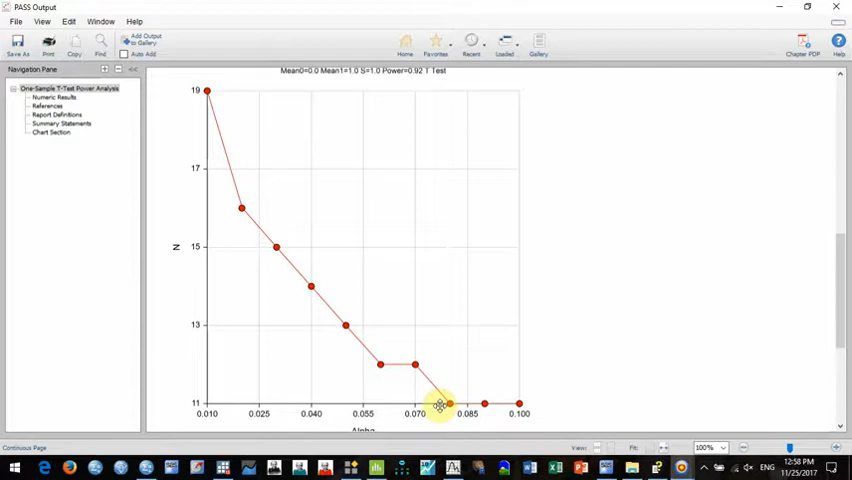 PASS Output
File View Edit Window Help
Save As Print Copy Find
Add Output to Gallery
Auto Add
Home Favorites Recent Loaded Gallery
Chapter PDF Help
Navigation Pane
One-Sample T-Test Power Analysis
Numeric Results
References
Report Definitions
Summary Statements
Chart Section
Mean0=0.0 Mean1=1.0 S=1.0 Power=0.92 T Test
19
17
15
N
13
11
0.010 0.025 0.040 0.055 0.070 0.085 0.100
Alpha
Continuous Page
View: Fit: 100%
ENG
12:58 PM
11/25/2017